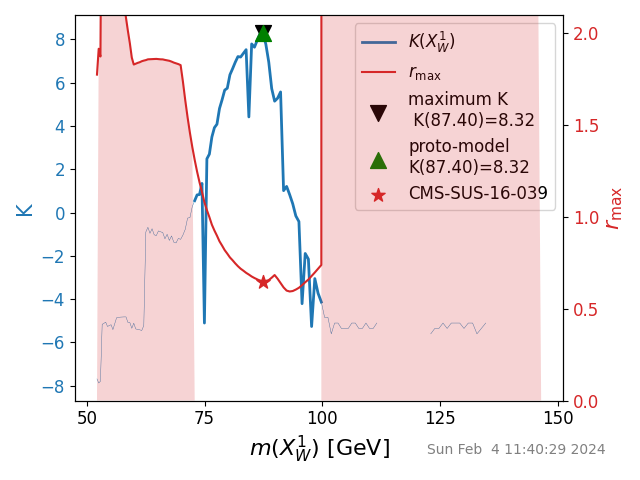 K(X_W^1)
r_max
maximum K
K(87.40)=8.32
proto-model
K(87.40)=8.32
CMS-SUS-16-039
8
6
4
2
0
−2
−4
−6
−8
K
2.0
1.5
1.0
0.5
0.0
r_max
50 75 100 125 150
m(X_W^1) [GeV]
Sun Feb 4 11:40:29 2024